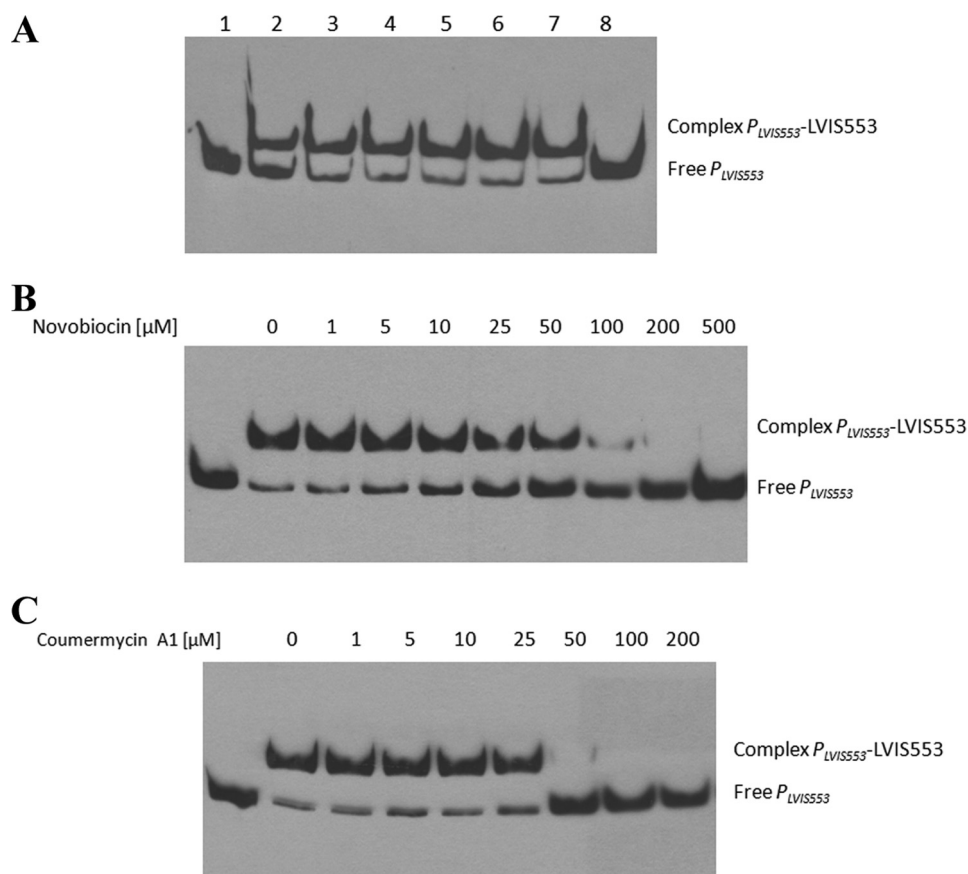 A
1 2 3 4 5 6 7 8
Complex PLVIS553-LVIS553
Free PLVIS553
B
Novobiocin [µM] 0 1 5 10 25 50 100 200 500
Complex PLVIS553-LVIS553
Free PLVIS553
C
Coumermycin A1 [µM] 0 1 5 10 25 50 100 200
Complex PLVIS553-LVIS553
Free PLVIS553